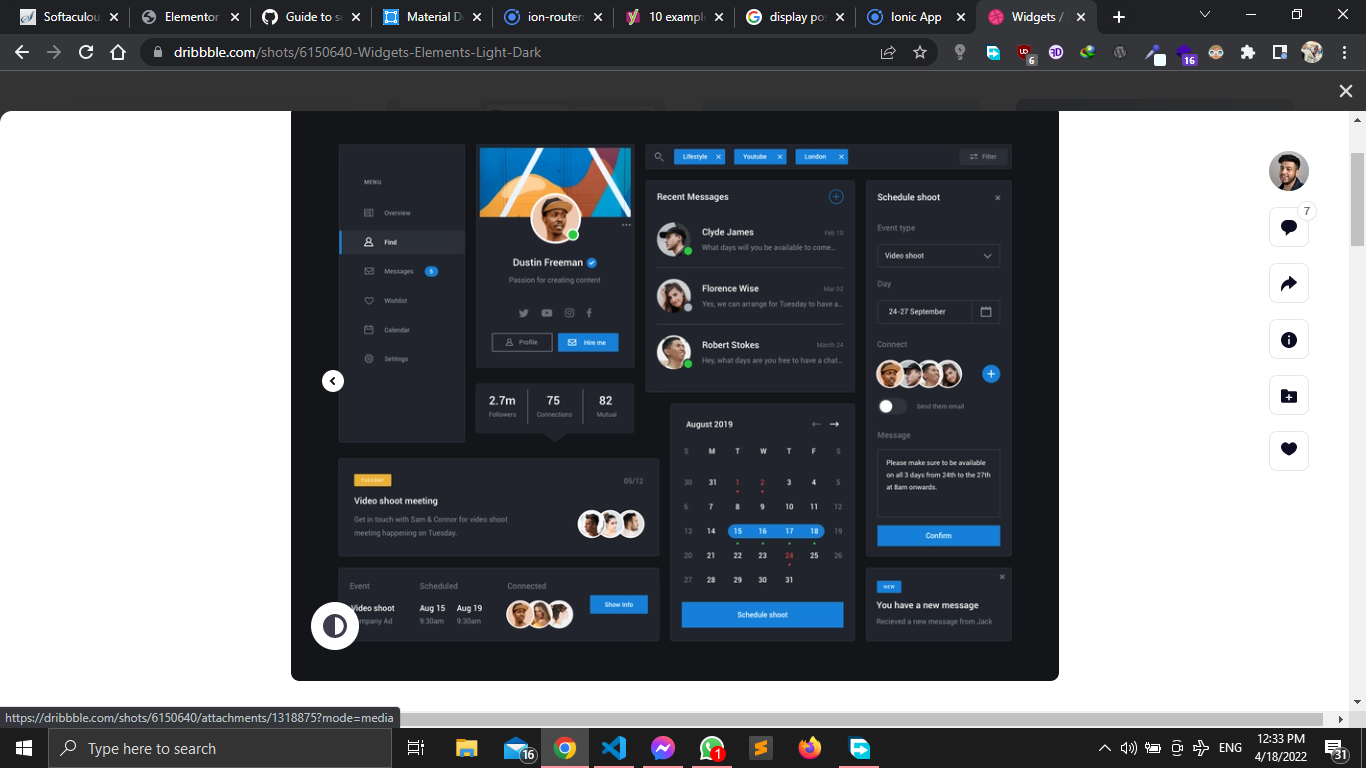 Softaculou
Elementor
Guide to se
Material De
ion-router
10 example
display pos
Ionic App
Widgets /
dribbble.com/shots/6150640-Widgets-Elements-Light-Dark
6
16
MENU
Overview
Find
Messages 5
Wishlist
Calendar
Settings
Dustin Freeman
Passion for creating content
Profile
Hire me
2.7m 75 82
Followers Connections Mutual
Lifestyle ×
Youtube ×
London ×
Filter
Recent Messages
Clyde James Feb 10
What days will you be available to come...
Florence Wise Mar 02
Yes, we can arrange for Tuesday to have a...
Robert Stokes March 24
Hey, what days are you free to have a chat...
Schedule shoot
Event type
Video shoot
Day
24-27 September
Connect
Send them email
Message
Please make sure to be available
on all 3 days from 24th to the 27th
at 8am onwards.
Confirm
TUESDAY
05/12
Video shoot meeting
Get in touch with Sam & Connor for video shoot
meeting happening on Tuesday.
Event Scheduled Connected
Video shoot Aug 15 Aug 19
ompany Ad 9:30am 9:30am
Show Info
August 2019
S M T W T F S
30 31 1 2 3 4 5
6 7 8 9 10 11 12
13 14 15 16 17 18 19
20 21 22 23 24 25 26
27 28 29 30 31
Schedule shoot
NEW
You have a new message
Recieved a new message from Jack
7
https://dribbble.com/shots/6150640/attachments/1318875?mode=media
Type here to search
16
1
ENG
12:33 PM
4/18/2022
31